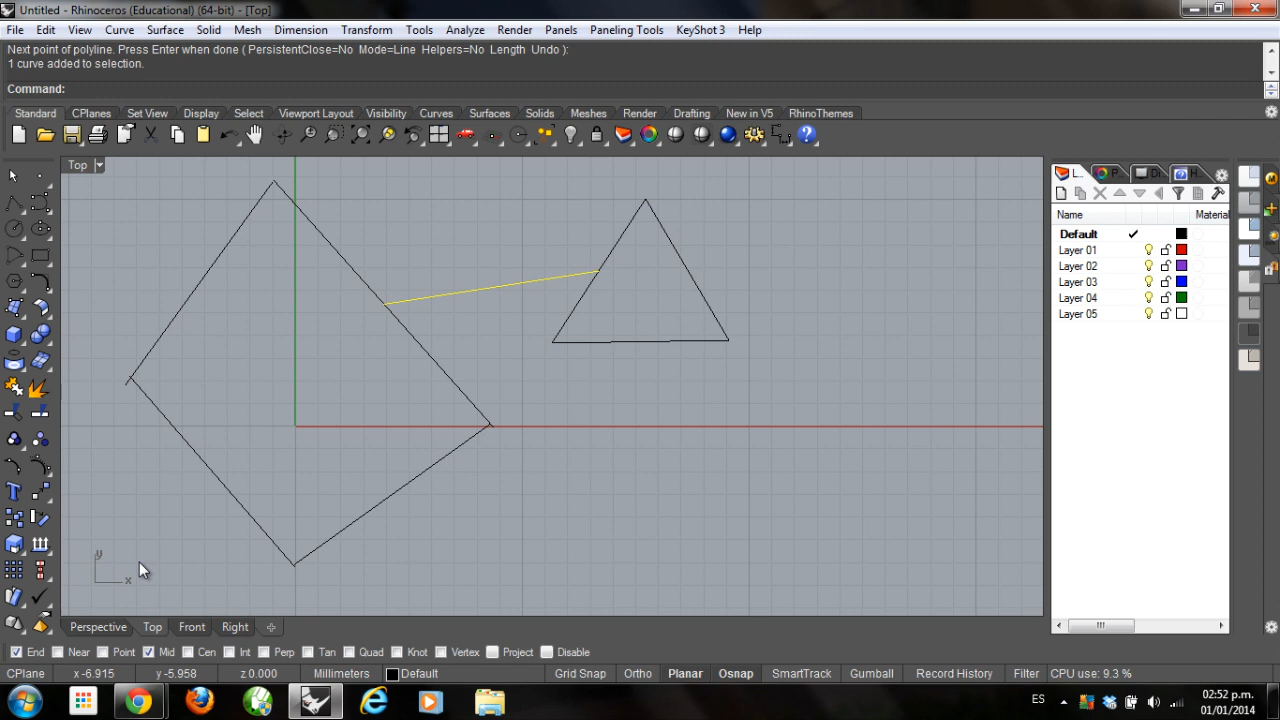 Untitled - Rhinoceros (Educational) (64-bit) - [Top]
File Edit View Curve Surface Solid Mesh Dimension Transform Tools Analyze Render Panels Paneling Tools KeyShot 3 Help
Next point of polyline. Press Enter when done ( PersistentClose=No Mode=Line Helpers=No Length Undo ):
1 curve added to selection.
Command:
Standard CPlanes Set View Display Select Viewport Layout Visibility Curves Surfaces Solids Meshes Render Drafting New in V5 RhinoThemes
Top
L... P... Di H...
Name Material
Default
Layer 01
Layer 02
Layer 03
Layer 04
Layer 05
y
x
Perspective Top Front Right
End Near Point Mid Cen Int Perp Tan Quad Knot Vertex Project Disable
CPlane x -6.915 y -5.958 z 0.000 Millimeters Default Grid Snap Ortho Planar Osnap SmartTrack Gumball Record History Filter CPU use: 9.3 %
ES
02:52 p.m.
01/01/2014